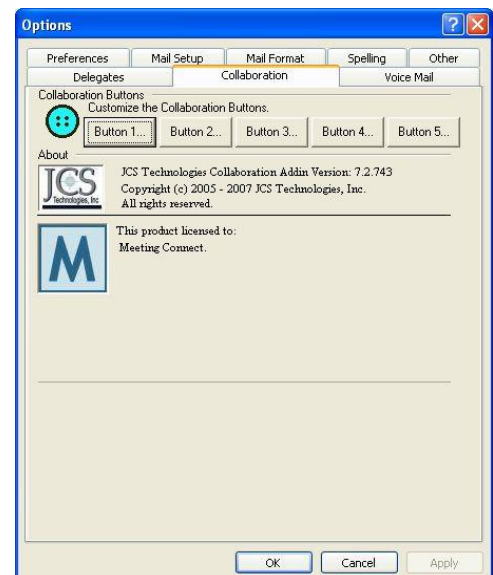 Options
Preferences Mail Setup Mail Format Spelling Other
Delegates Collaboration Voice Mail
Collaboration Buttons
Customize the Collaboration Buttons.
Button 1... Button 2... Button 3... Button 4... Button 5...
About
JCS
Technologies, Inc
JCS Technologies Collaboration Addin Version: 7.2.743
Copyright (c) 2005 - 2007 JCS Technologies, Inc.
All rights reserved.
M
This product licensed to:
Meeting Connect.
OK Cancel Apply